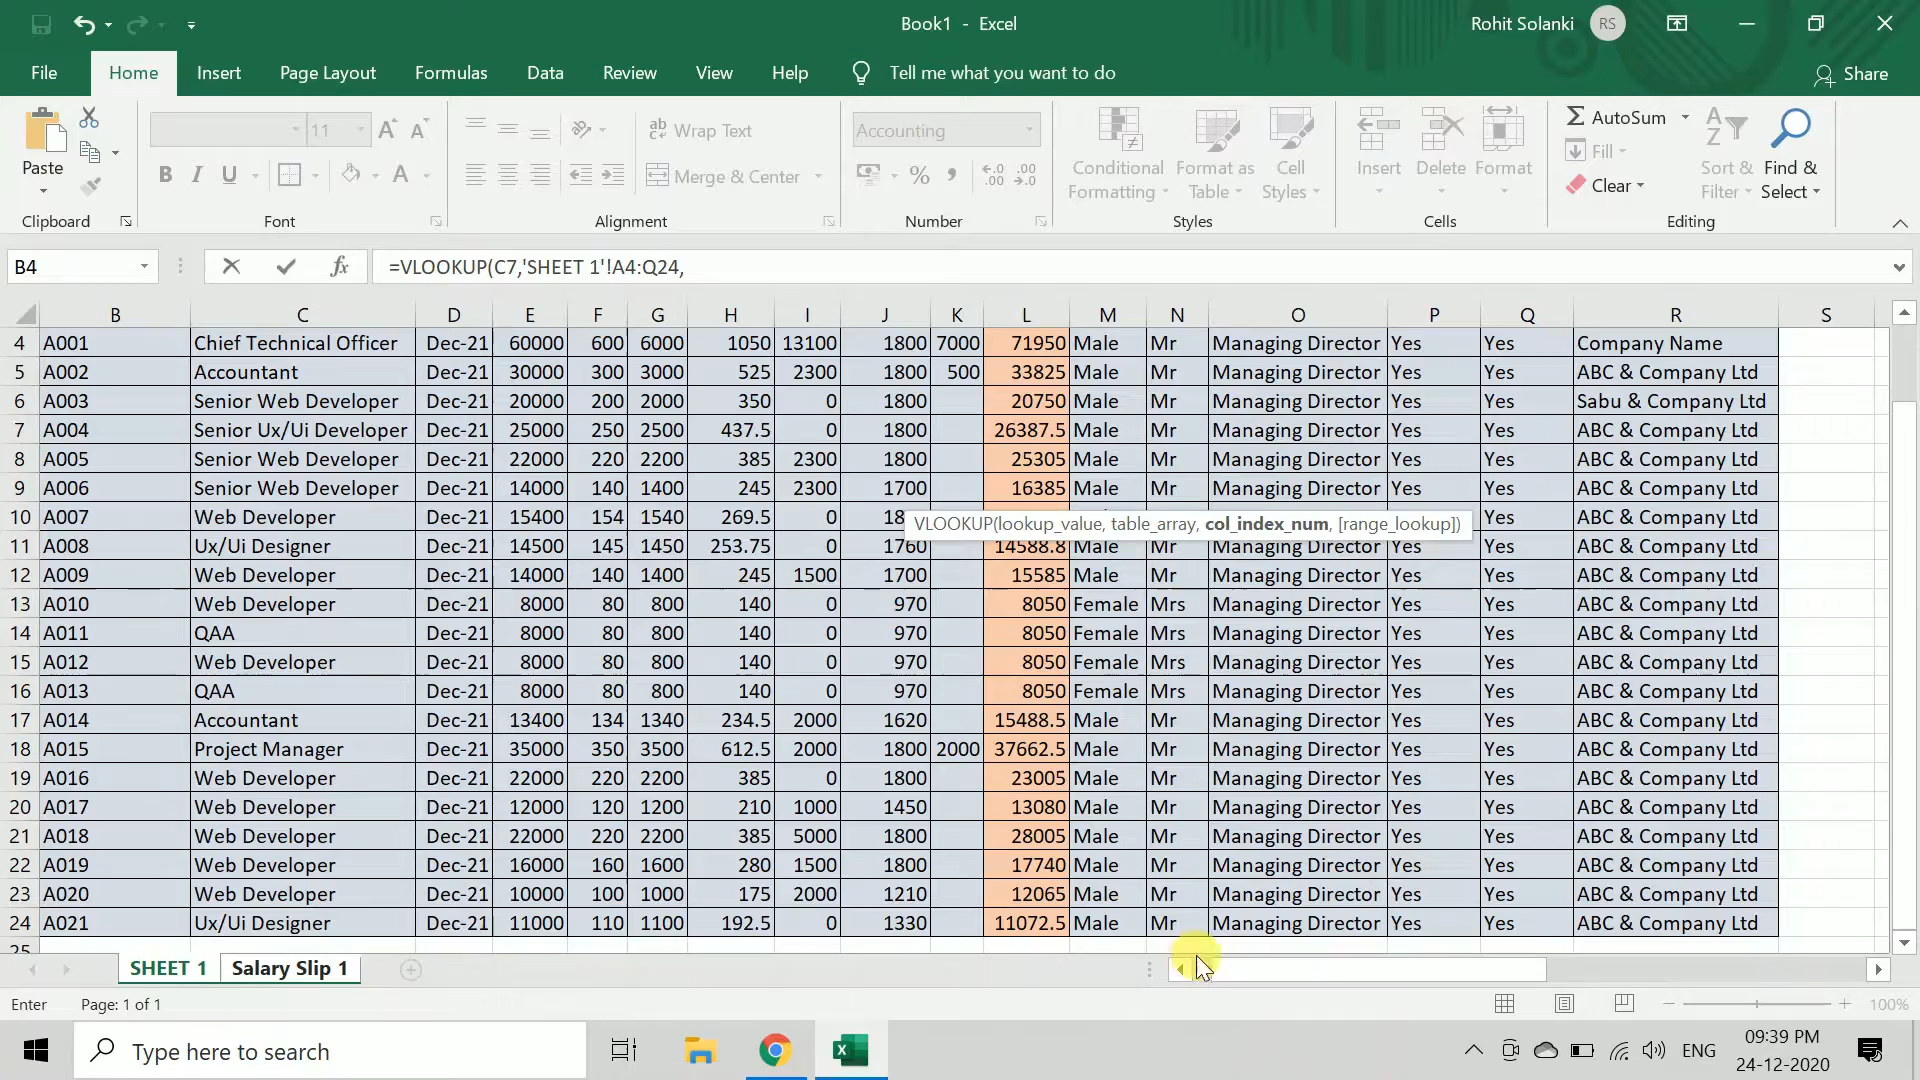 Book1 - Excel
Rohit Solanki RS
File Home Insert Page Layout Formulas Data Review View Help Tell me what you want to do Share
Paste
Clipboard
11
B I U A
Font
ab Wrap Text
Merge & Center
Alignment
Accounting
% , .00 .00
Number
Conditional Formatting
Format as Table
Cell Styles
Styles
Insert Delete Format
Cells
AutoSum
Fill
Clear
Sort & Filter
Find & Select
Editing
B4 fx =VLOOKUP(C7,'SHEET 1'!A4:Q24,
B C D E F G H I J K L M N O P Q R S
4 A001 Chief Technical Officer Dec-21 60000 600 6000 1050 13100 1800 7000 71950 Male Mr Managing Director Yes Yes Company Name
5 A002 Accountant Dec-21 30000 300 3000 525 2300 1800 500 33825 Male Mr Managing Director Yes Yes ABC & Company Ltd
6 A003 Senior Web Developer Dec-21 20000 200 2000 350 0 1800 20750 Male Mr Managing Director Yes Yes Sabu & Company Ltd
7 A004 Senior Ux/Ui Developer Dec-21 25000 250 2500 437.5 0 1800 26387.5 Male Mr Managing Director Yes Yes ABC & Company Ltd
8 A005 Senior Web Developer Dec-21 22000 220 2200 385 2300 1800 25305 Male Mr Managing Director Yes Yes ABC & Company Ltd
9 A006 Senior Web Developer Dec-21 14000 140 1400 245 2300 1700 16385 Male Mr Managing Director Yes Yes ABC & Company Ltd
10 A007 Web Developer Dec-21 15400 154 1540 269.5 0 Yes ABC & Company Ltd
VLOOKUP(lookup_value, table_array, col_index_num, [range_lookup])
11 A008 Ux/Ui Designer Dec-21 14500 145 1450 253.75 0 1760 14588.8 Male Mr Managing Director Yes Yes ABC & Company Ltd
12 A009 Web Developer Dec-21 14000 140 1400 245 1500 1700 15585 Male Mr Managing Director Yes Yes ABC & Company Ltd
13 A010 Web Developer Dec-21 8000 80 800 140 0 970 8050 Female Mrs Managing Director Yes Yes ABC & Company Ltd
14 A011 QAA Dec-21 8000 80 800 140 0 970 8050 Female Mrs Managing Director Yes Yes ABC & Company Ltd
15 A012 Web Developer Dec-21 8000 80 800 140 0 970 8050 Female Mrs Managing Director Yes Yes ABC & Company Ltd
16 A013 QAA Dec-21 8000 80 800 140 0 970 8050 Female Mrs Managing Director Yes Yes ABC & Company Ltd
17 A014 Accountant Dec-21 13400 134 1340 234.5 2000 1620 15488.5 Male Mr Managing Director Yes Yes ABC & Company Ltd
18 A015 Project Manager Dec-21 35000 350 3500 612.5 2000 1800 2000 37662.5 Male Mr Managing Director Yes Yes ABC & Company Ltd
19 A016 Web Developer Dec-21 22000 220 2200 385 0 1800 23005 Male Mr Managing Director Yes Yes ABC & Company Ltd
20 A017 Web Developer Dec-21 12000 120 1200 210 1000 1450 13080 Male Mr Managing Director Yes Yes ABC & Company Ltd
21 A018 Web Developer Dec-21 22000 220 2200 385 5000 1800 28005 Male Mr Managing Director Yes Yes ABC & Company Ltd
22 A019 Web Developer Dec-21 16000 160 1600 280 1500 1800 17740 Male Mr Managing Director Yes Yes ABC & Company Ltd
23 A020 Web Developer Dec-21 10000 100 1000 175 2000 1210 12065 Male Mr Managing Director Yes Yes ABC & Company Ltd
24 A021 Ux/Ui Designer Dec-21 11000 110 1100 192.5 0 1330 11072.5 Male Mr Managing Director Yes Yes ABC & Company Ltd
25
SHEET 1 Salary Slip 1
Enter Page: 1 of 1 100%
Type here to search
ENG
09:39 PM
24-12-2020